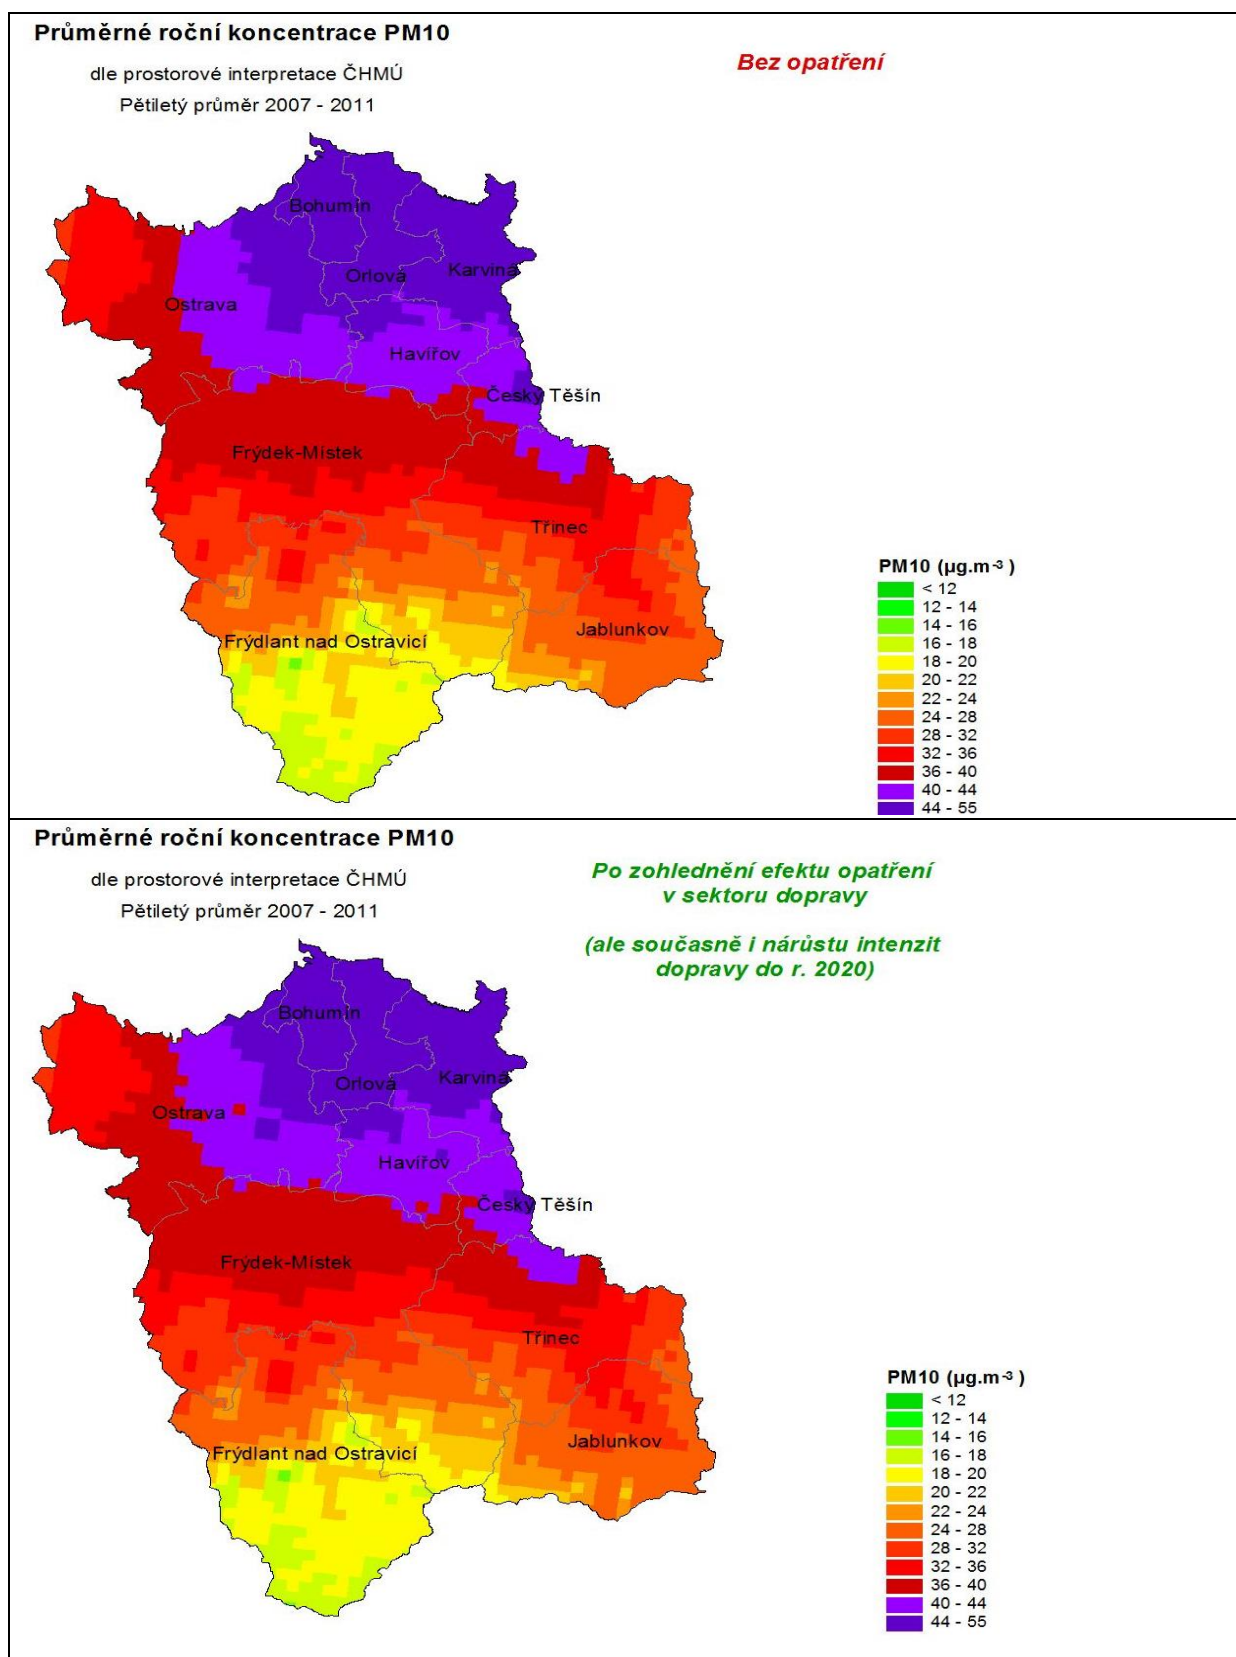 Průměrné roční koncentrace PM10
dle prostorové interpretace ČHMÚ
Pětiletý průměr 2007 - 2011
Bez opatření
Bohumín
Orlová
Karviná
Ostrava
Havířov
Český Těšín
Frýdek-Místek
Třinec
Jablunkov
Frýdlant nad Ostravicí
PM10 (µg.m-3 )
< 12
12 - 14
14 - 16
16 - 18
18 - 20
20 - 22
22 - 24
24 - 28
28 - 32
32 - 36
36 - 40
40 - 44
44 - 55
Průměrné roční koncentrace PM10
dle prostorové interpretace ČHMÚ
Pětiletý průměr 2007 - 2011
Po zohlednění efektu opatření
v sektoru dopravy
(ale současně i nárůstu intenzit
dopravy do r. 2020)
Bohumín
Orlová
Karviná
Ostrava
Havířov
Český Těšín
Frýdek-Místek
Třinec
Jablunkov
Frýdlant nad Ostravicí
PM10 (µg.m-3 )
< 12
12 - 14
14 - 16
16 - 18
18 - 20
20 - 22
22 - 24
24 - 28
28 - 32
32 - 36
36 - 40
40 - 44
44 - 55